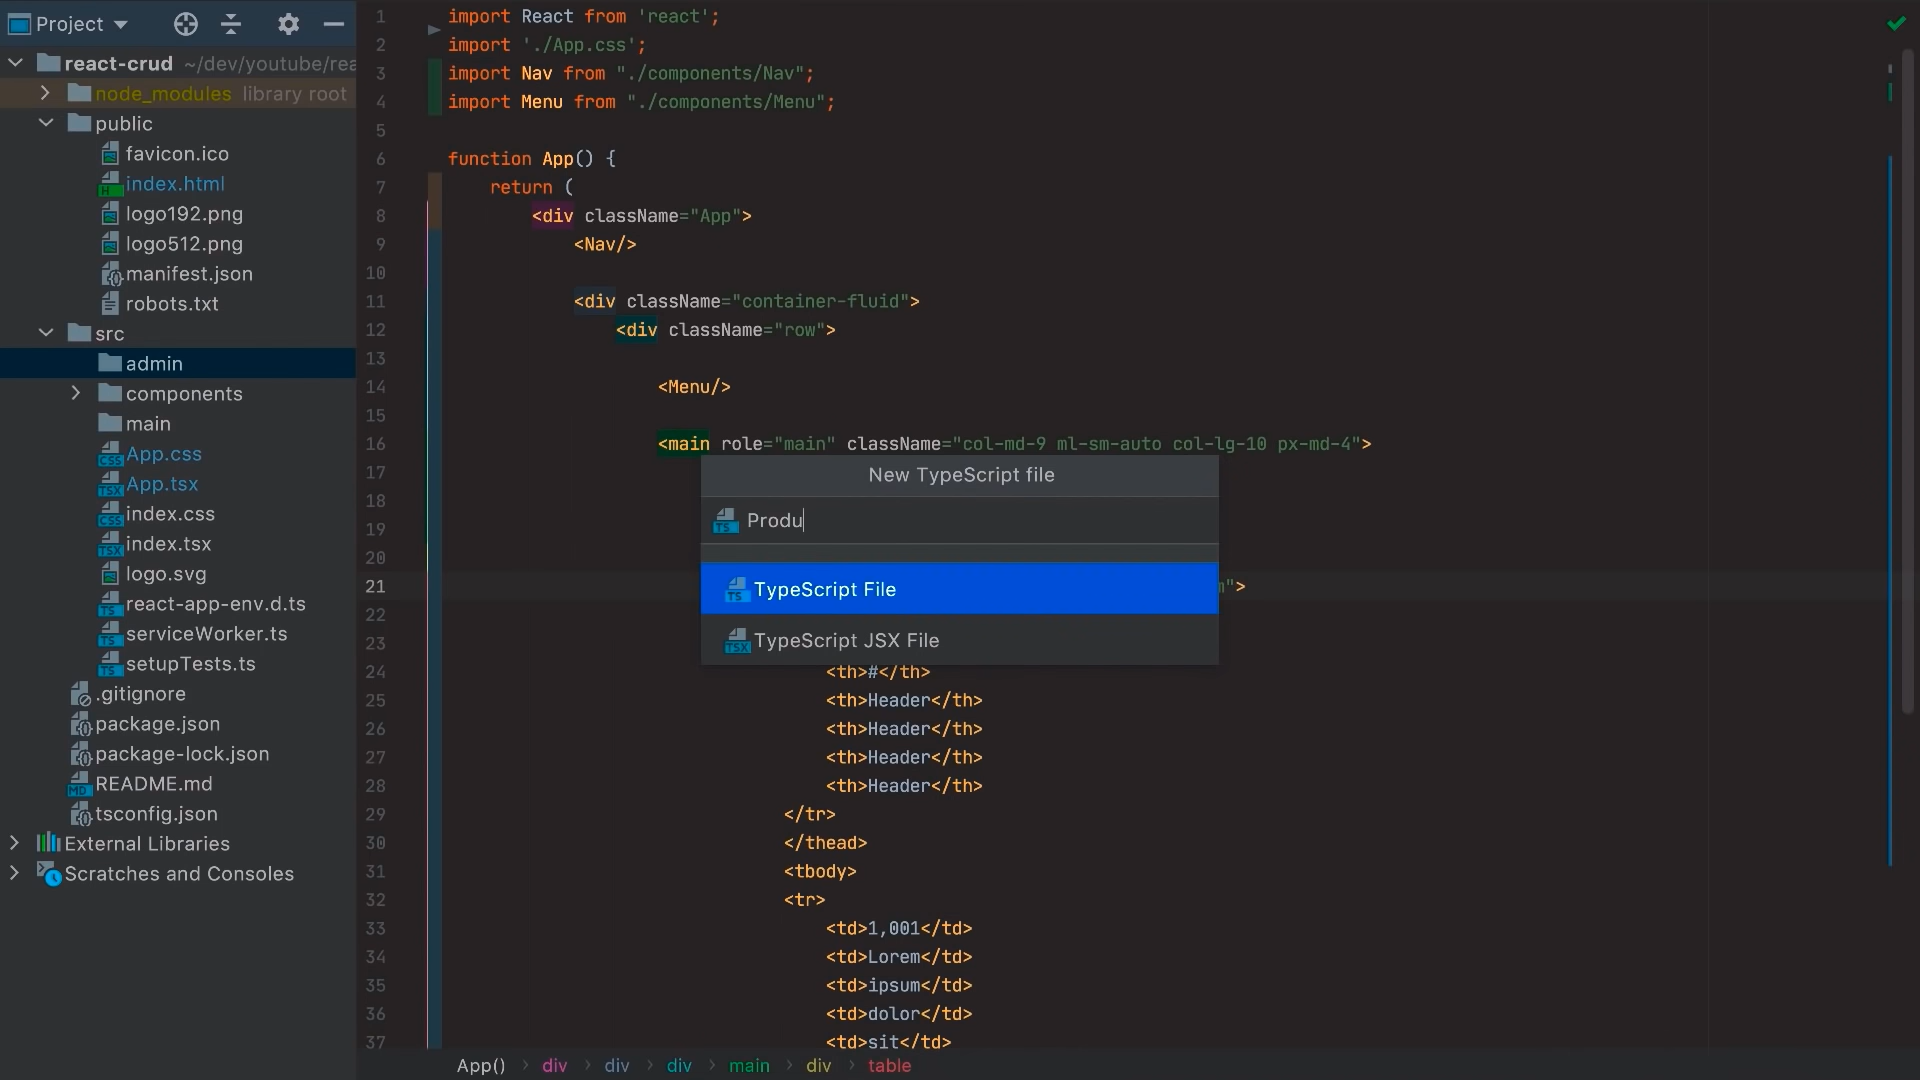 Project
react-crud ~/dev/youtube/rea
node_modules library root
public
favicon.ico
index.html
logo192.png
logo512.png
manifest.json
robots.txt
src
admin
components
main
App.css
App.tsx
index.css
index.tsx
logo.svg
react-app-env.d.ts
serviceWorker.ts
setupTests.ts
.gitignore
package.json
package-lock.json
README.md
tsconfig.json
External Libraries
Scratches and Consoles
1 import React from 'react';
2 import './App.css';
3 import Nav from "./components/Nav";
4 import Menu from "./components/Menu";
5
6 function App() {
7 return (
8 <div className="App">
9 <Nav/>
10
11 <div className="container-fluid">
12 <div className="row">
13
14 <Menu/>
15
16 <main role="main" className="col-md-9 ml-sm-auto col-lg-10 px-md-4">
17
18
19
20
21 ">
22
23
24 <th>#</th>
25 <th>Header</th>
26 <th>Header</th>
27 <th>Header</th>
28 <th>Header</th>
29 </tr>
30 </thead>
31 <tbody>
32 <tr>
33 <td>1,001</td>
34 <td>Lorem</td>
35 <td>ipsum</td>
36 <td>dolor</td>
37 <td>sit</td>
New TypeScript file
Produ
TypeScript File
TypeScript JSX File
App() > div > div > div > main > div > table